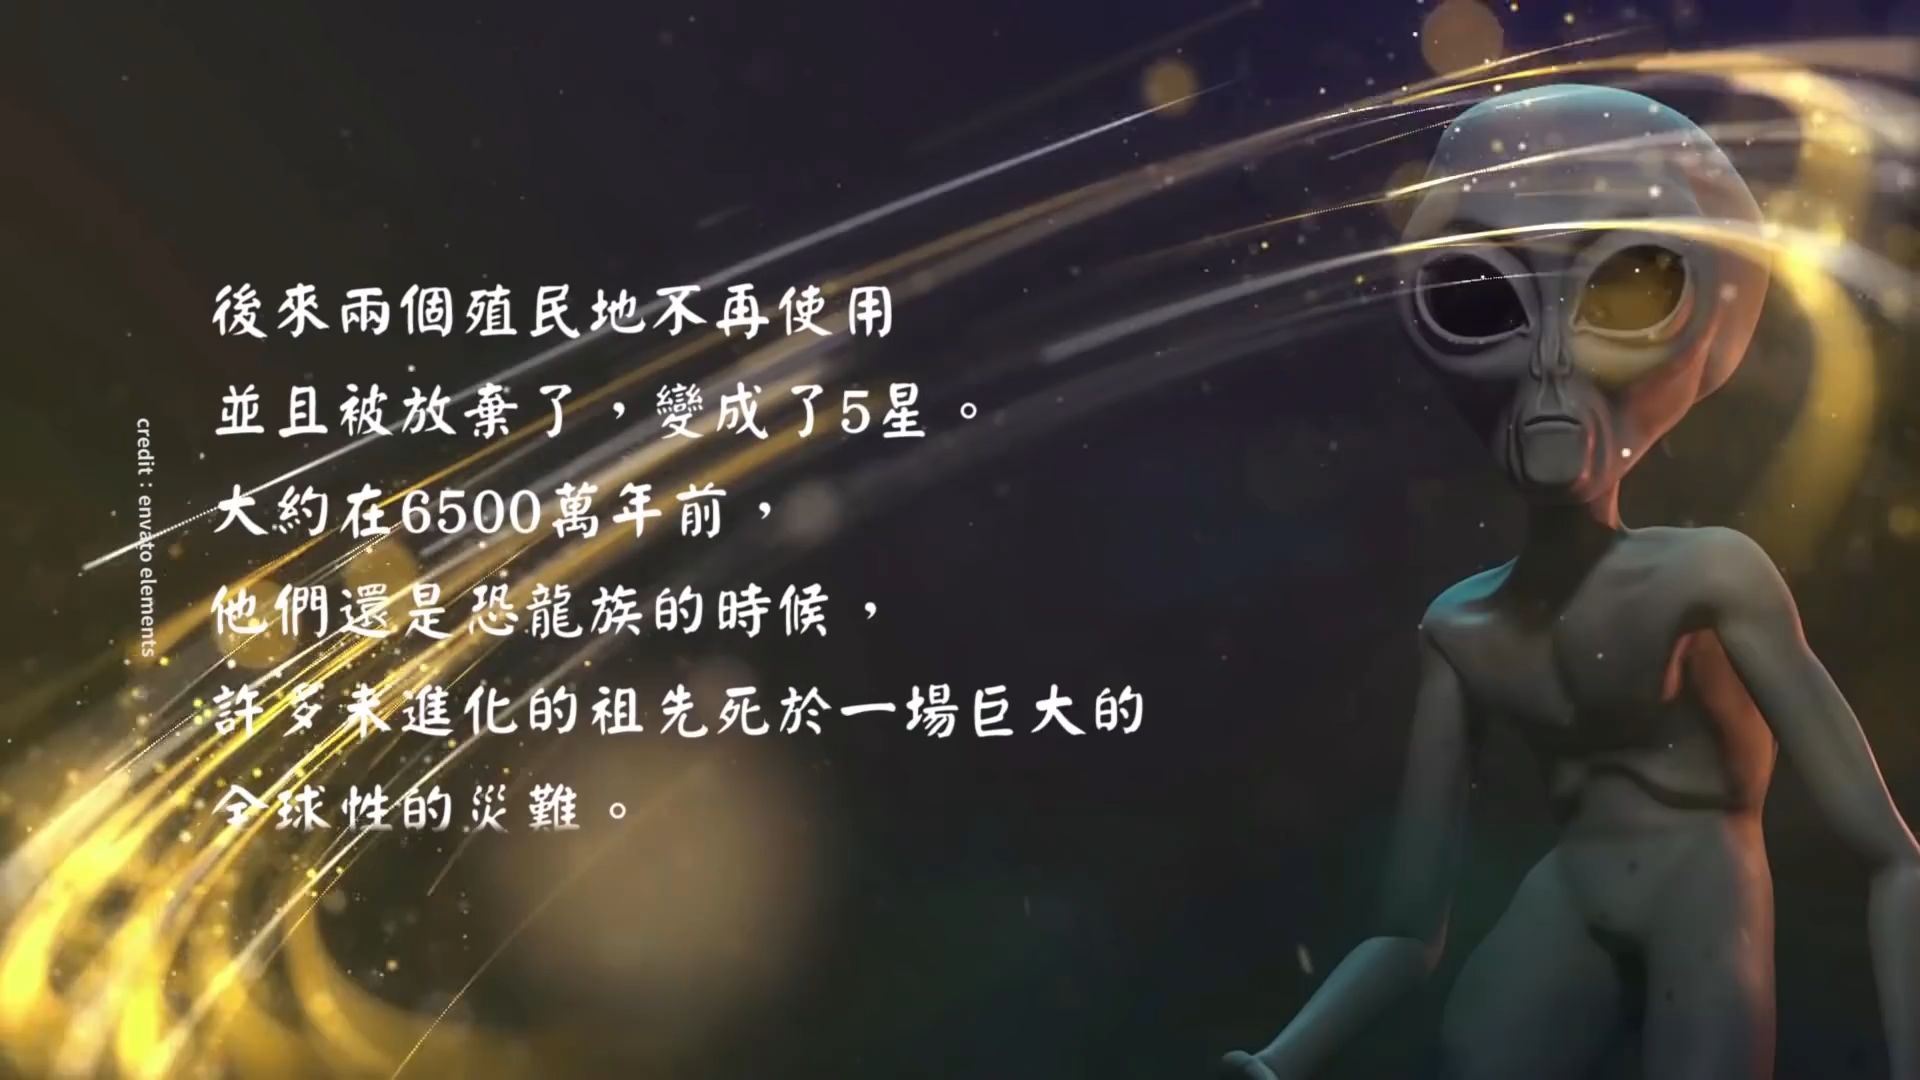 後來兩個殖民地不再使用
並且被放棄了，變成了5星。
大約在6500萬年前，
他們還是恐龍族的時候，
許多未進化的祖先死於一場巨大的
全球性的災難。
credit：envato elements